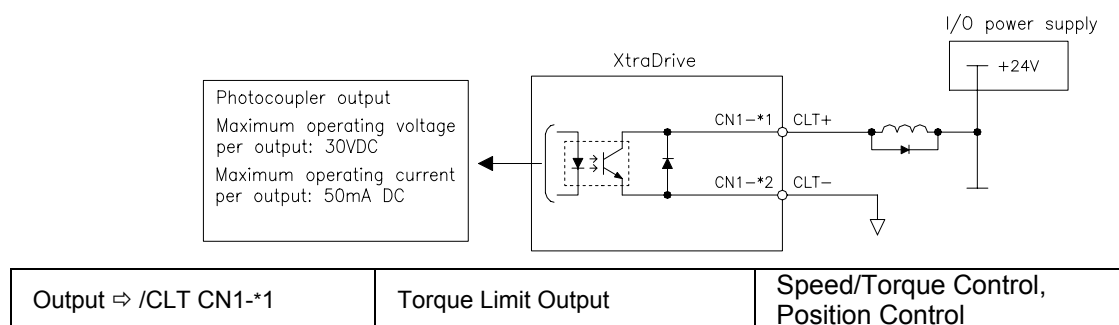 I/O power supply
+24V
XtraDrive
Photocoupler output
Maximum operating voltage
per output: 30VDC
Maximum operating current
per output: 50mA DC
CN1-*1 CLT+
CN1-*2 CLT-
Output ⇨ /CLT CN1-*1
Torque Limit Output
Speed/Torque Control,
Position Control